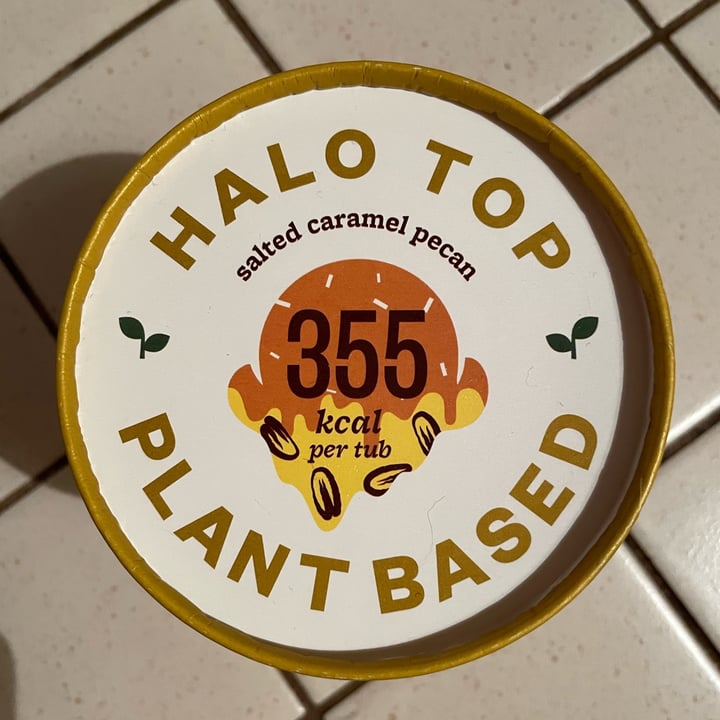 HALO TOP
salted caramel pecan
355
kcal
per tub
PLANT BASED